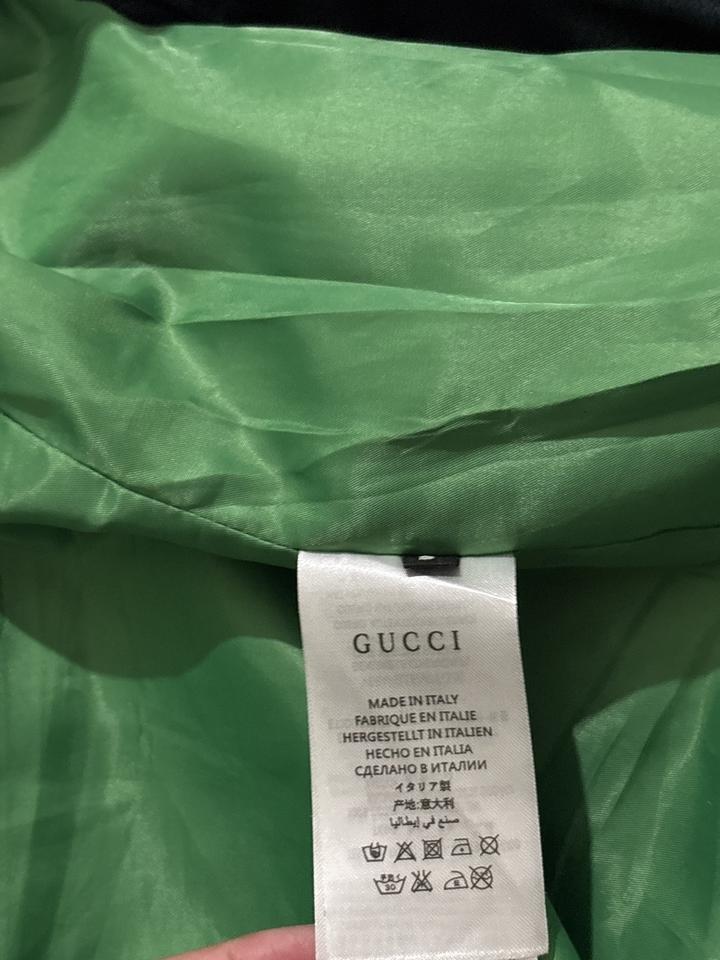 GUCCI
MADE IN ITALY
FABRIQUE EN ITALIE
HERGESTELLT IN ITALIEN
HECHO EN ITALIA
СДЕЛАНО В ИТАЛИИ
イタリア製
产地:意大利
صنع في إيطاليا
30